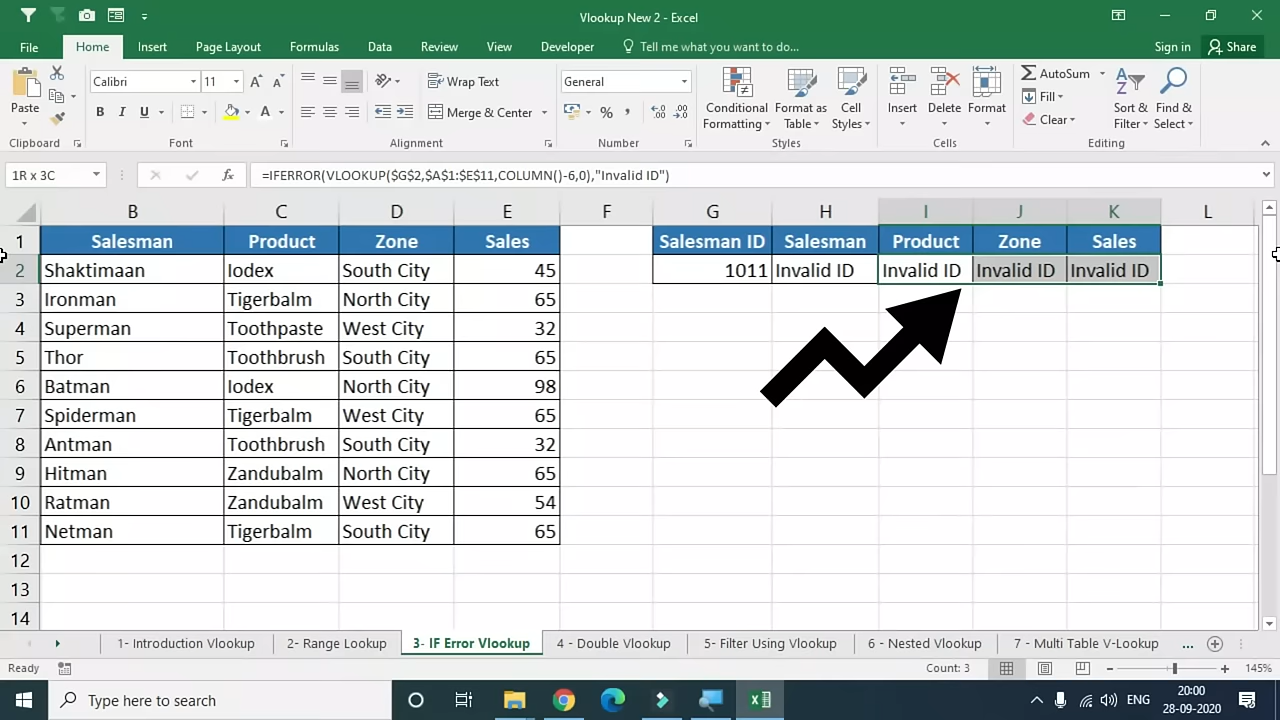 Vlookup New 2 - Excel
File Home Insert Page Layout Formulas Data Review View Developer Tell me what you want to do... Sign in Share
Calibri 11 Wrap Text General AutoSum
Paste B I U A Merge & Center % , Conditional Formatting Format as Table Cell Styles Insert Delete Format Fill Clear Sort & Filter Find & Select
Clipboard Font Alignment Number Styles Cells Editing
1R x 3C fx =IFERROR(VLOOKUP($G$2,$A$1:$E$11,COLUMN()-6,0),"Invalid ID")
B C D E F G H I J K L
1 Salesman Product Zone Sales Salesman ID Salesman Product Zone Sales
2 Shaktimaan Iodex South City 45 1011 Invalid ID Invalid ID Invalid ID Invalid ID
3 Ironman Tigerbalm North City 65
4 Superman Toothpaste West City 32
5 Thor Toothbrush South City 65
6 Batman Iodex North City 98
7 Spiderman Tigerbalm West City 65
8 Antman Toothbrush South City 32
9 Hitman Zandubalm North City 65
10 Ratman Zandubalm West City 54
11 Netman Tigerbalm South City 65
12
13
14
1- Introduction Vlookup 2- Range Lookup 3- IF Error Vlookup 4 - Double Vlookup 5- Filter Using Vlookup 6 - Nested Vlookup 7 - Multi Table V-Lookup ...
Ready Count: 3 145%
Type here to search ENG 20:00
28-09-2020